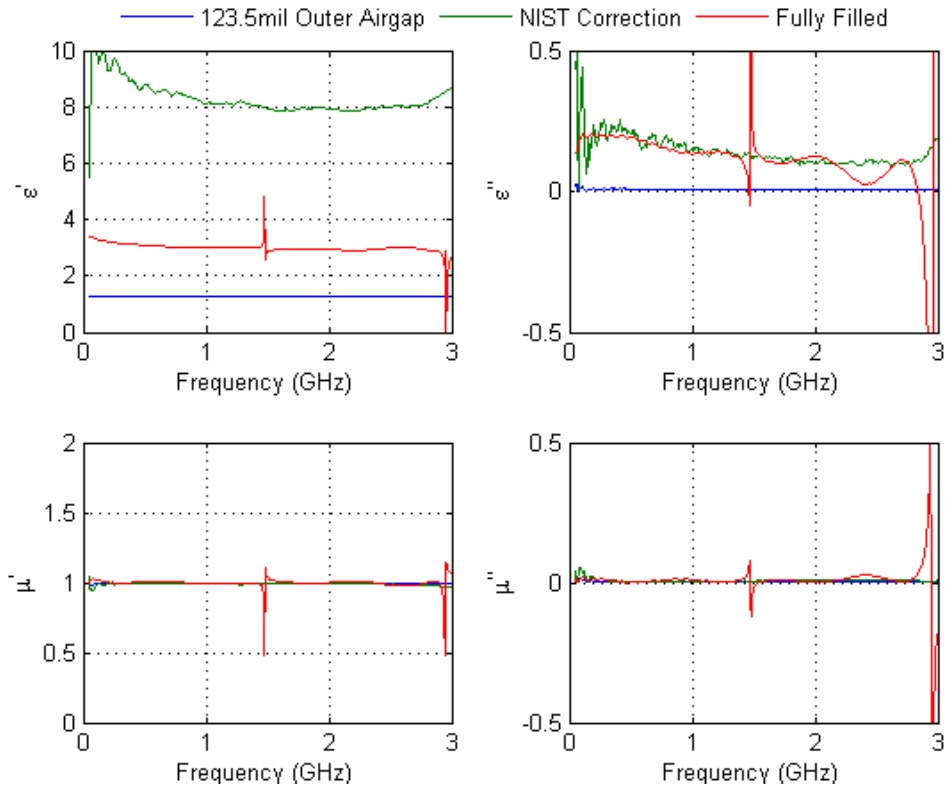 123.5mil Outer Airgap NIST Correction Fully Filled
10
8
6
4
2
0
ε'
0 1 2 3
Frequency (GHz)
0.5
0
-0.5
ε"
0 1 2 3
Frequency (GHz)
2
1.5
1
0.5
0
μ'
0 1 2 3
Frequency (GHz)
0.5
0
-0.5
μ"
0 1 2 3
Frequency (GHz)